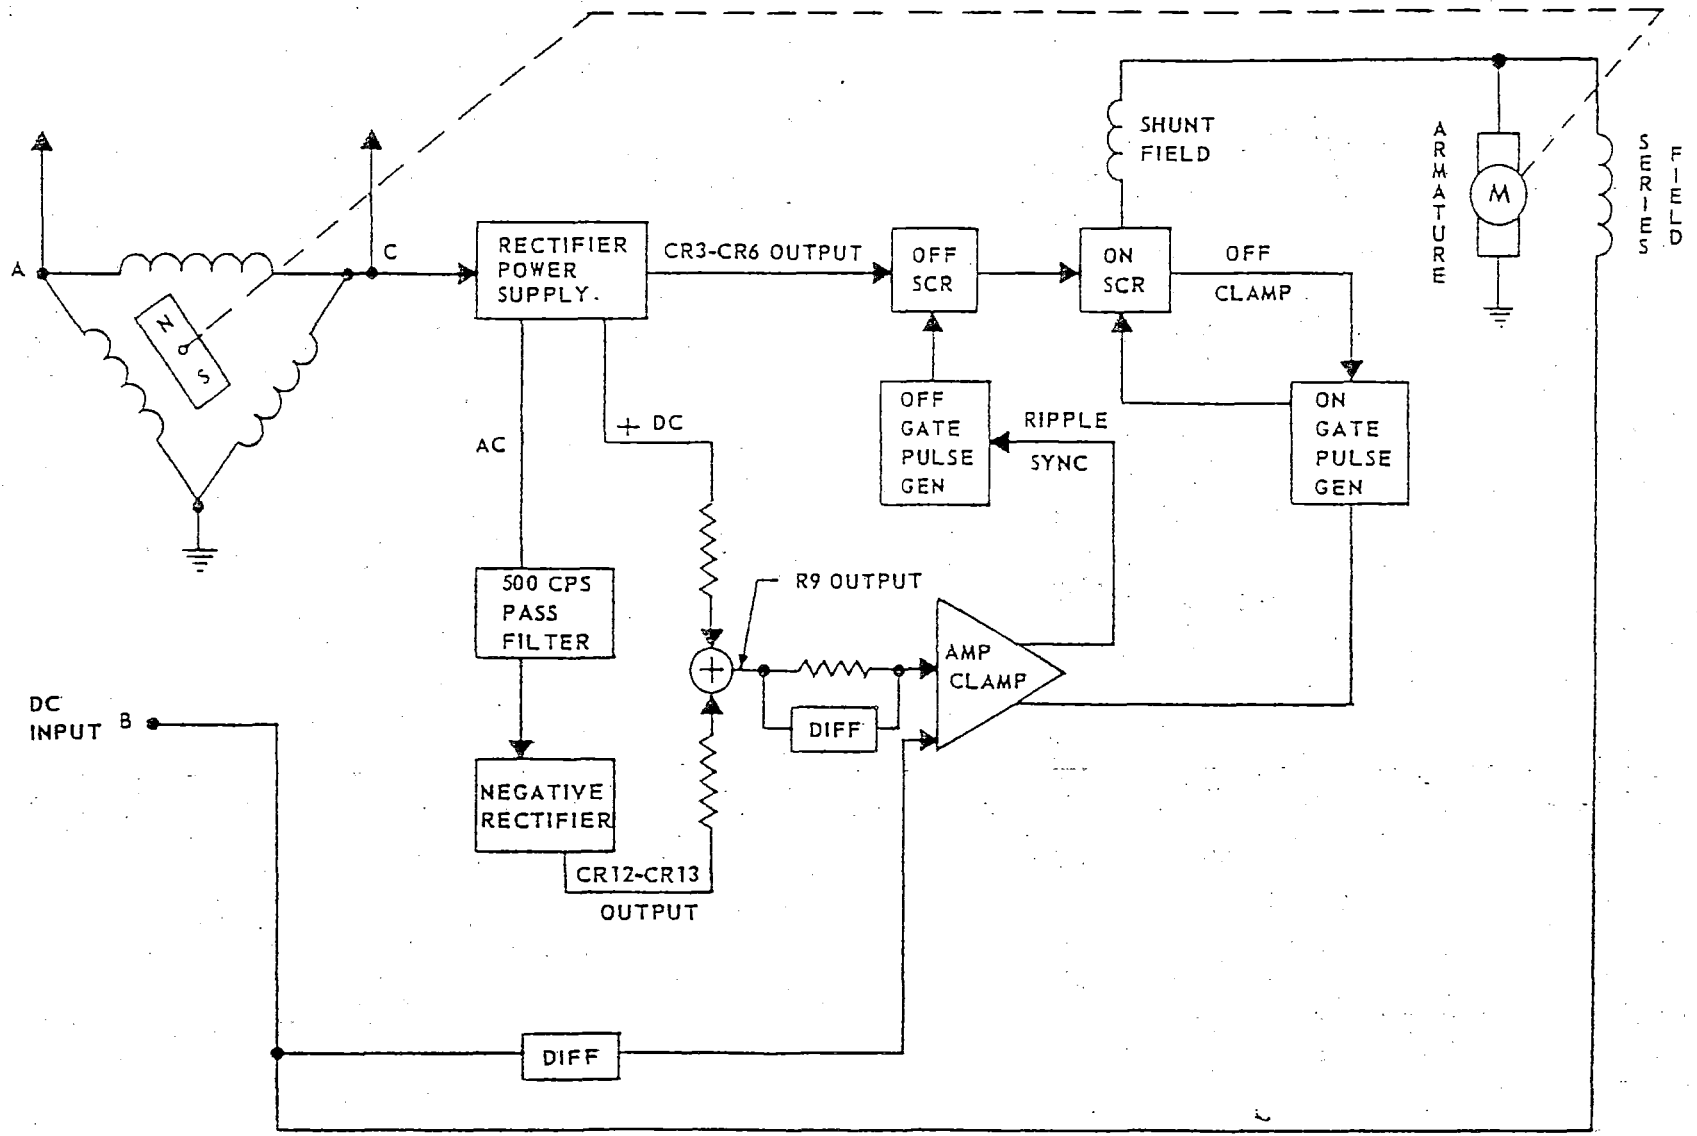 SHUNT
FIELD
ARMATURE
M
SERIES
FIELD
A
C
N
S
RECTIFIER
POWER
SUPPLY.
CR3-CR6 OUTPUT
OFF
SCR
ON
SCR
OFF
CLAMP
AC
+ DC
OFF
GATE
PULSE
GEN
RIPPLE
SYNC
ON
GATE
PULSE
GEN
500 CPS
PASS
FILTER
R9 OUTPUT
+
AMP
CLAMP
DIFF
DC
INPUT B
NEGATIVE
RECTIFIER
CR12-CR13
OUTPUT
DIFF